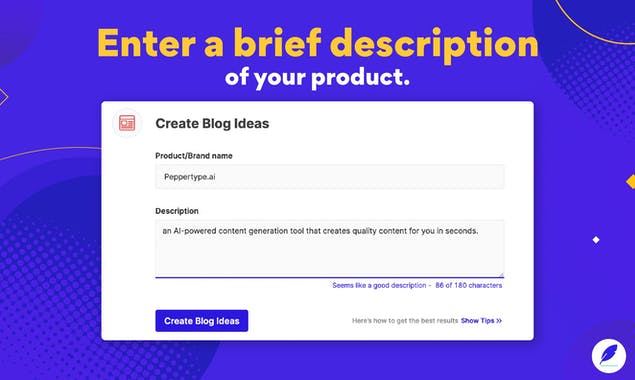 Enter a brief description
of your product.
Create Blog Ideas
Product/Brand name
Peppertype.ai
Description
an AI-powered content generation tool that creates quality content for you in seconds.
Seems like a good description - 86 of 180 characters
Create Blog Ideas
Here's how to get the best results Show Tips >>